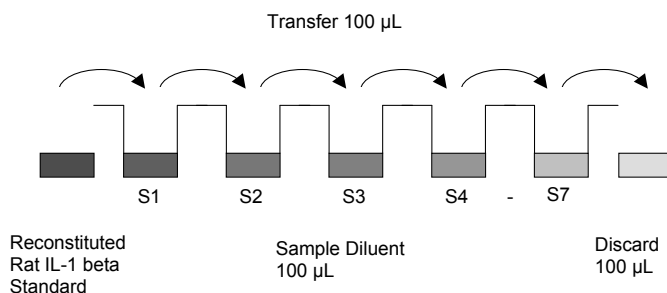 Transfer 100 µL
S1 S2 S3 S4 - S7
Reconstituted
Rat IL-1 beta
Standard
Sample Diluent
100 µL
Discard
100 µL